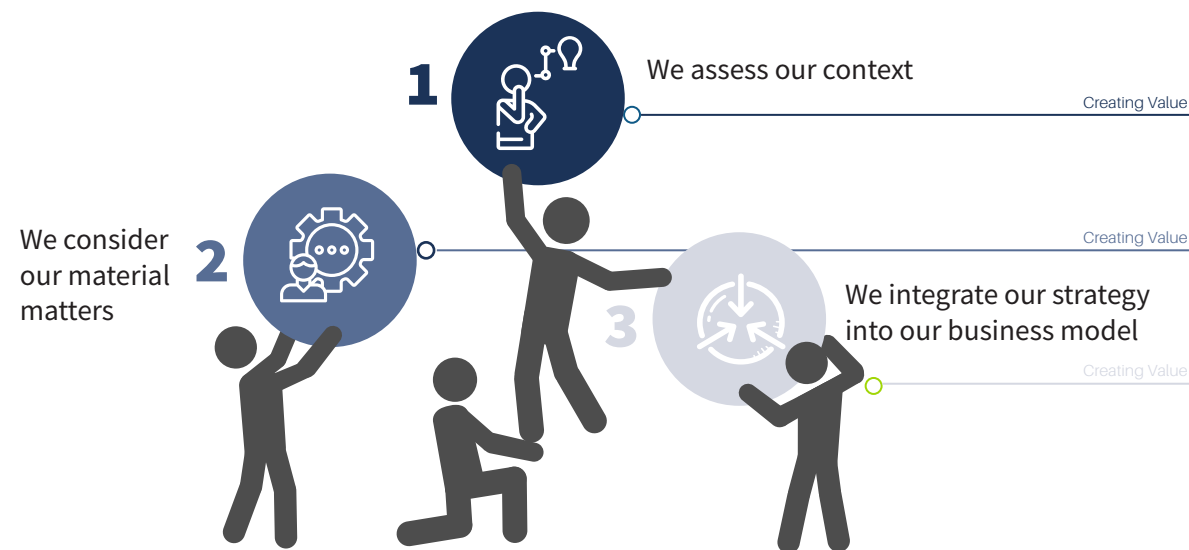 1
We assess our context
Creating Value
2
We consider
our material
matters
Creating Value
3
We integrate our strategy
into our business model
Creating Value